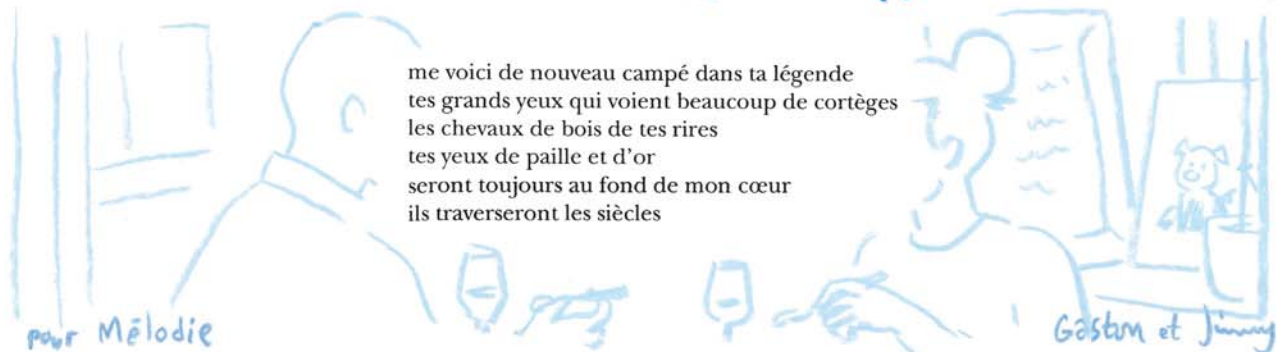 me voici de nouveau campé dans ta légende
tes grands yeux qui voient beaucoup de cortèges
les chevaux de bois de tes rires
tes yeux de paille et d'or
seront toujours au fond de mon cœur
ils traverseront les siècles
pour Mélodie
Gaston et Jimmy